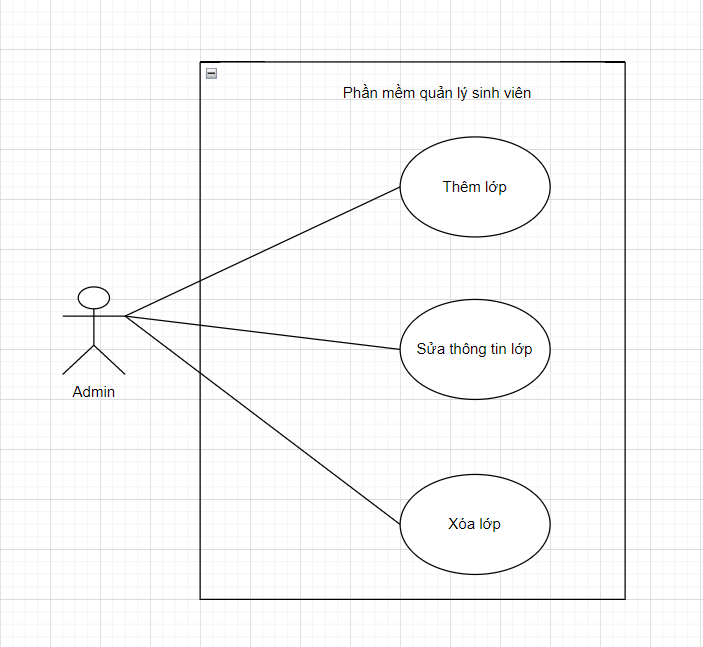 Phần mềm quản lý sinh viên
Thêm lớp
Sửa thông tin lớp
Admin
Xóa lớp